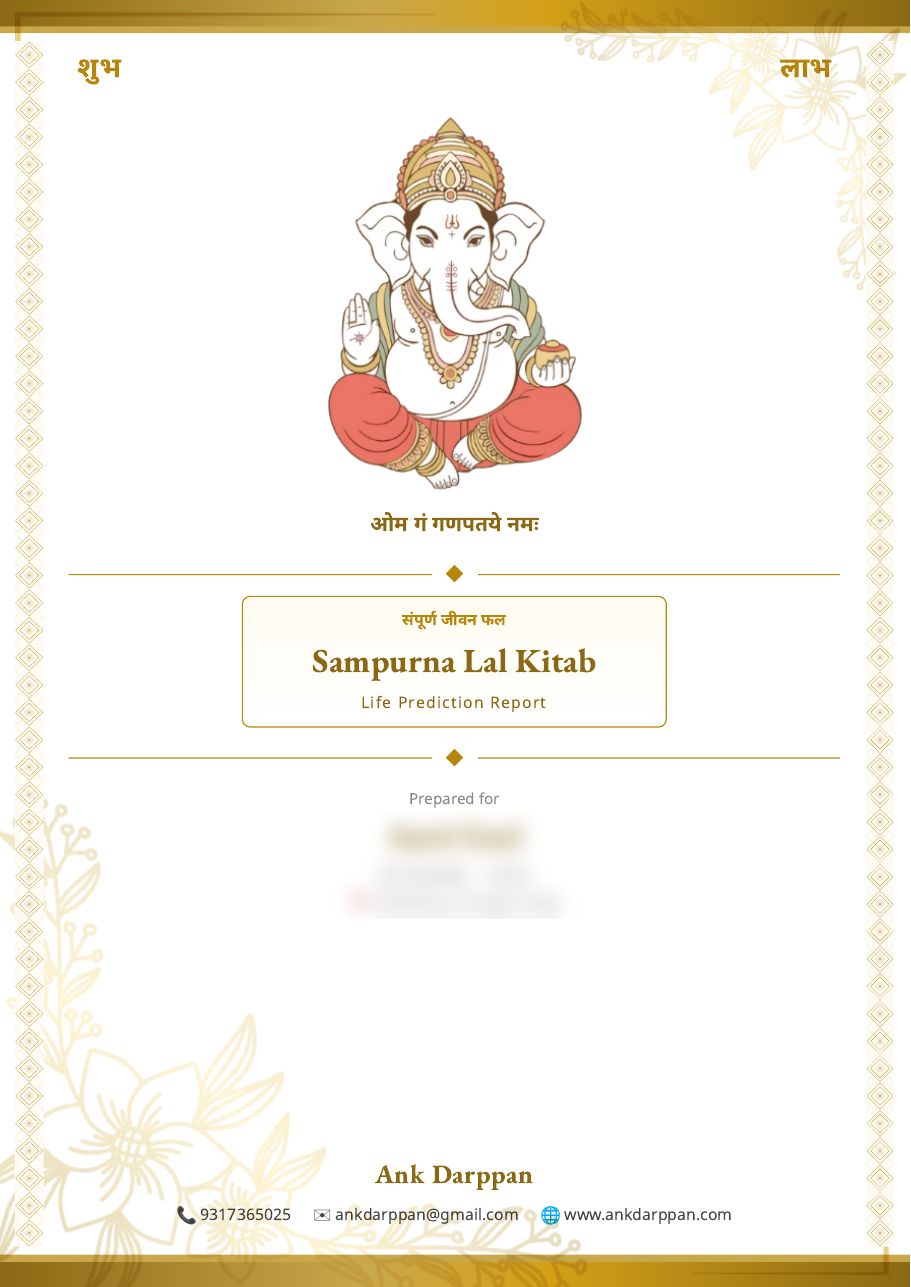 शुभ
लाभ
ओम गं गणपतये नमः
संपूर्ण जीवन फल
Sampurna Lal Kitab
Life Prediction Report
Prepared for
Ank Darppan
9317365025 ankdarppan@gmail.com www.ankdarppan.com